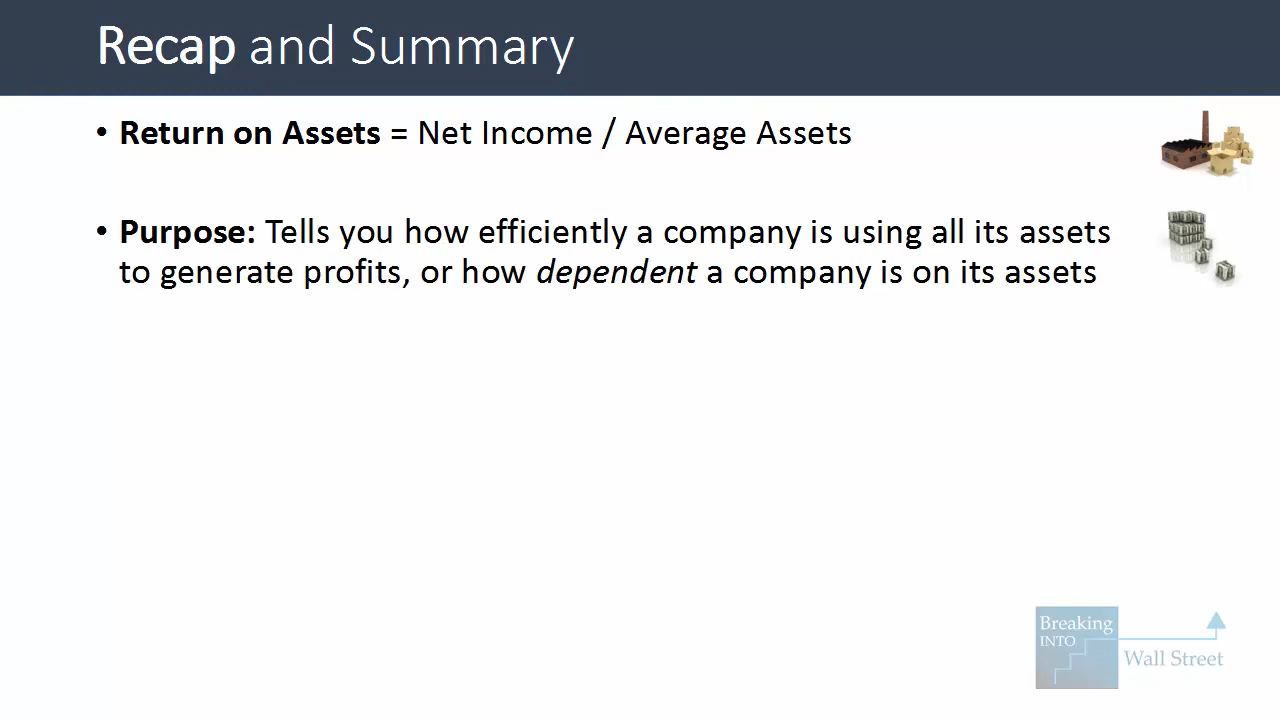 Recap and Summary
• Return on Assets = Net Income / Average Assets
• Purpose: Tells you how efficiently a company is using all its assets
to generate profits, or how dependent a company is on its assets
Breaking
INTO
Wall Street